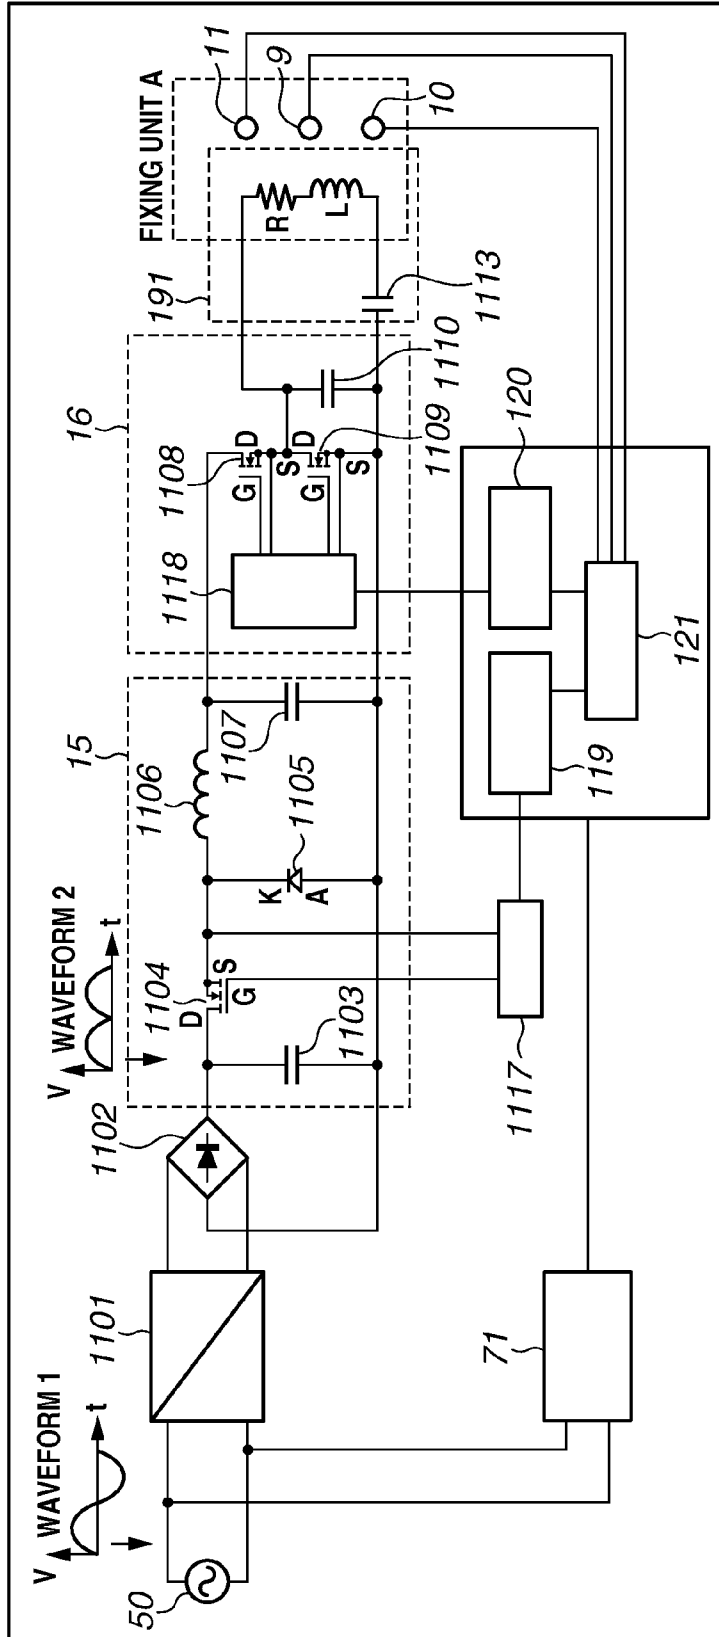 WAVEFORM 1
V
t
50
1101
71
1102
WAVEFORM 2
V
t
15
1103
1104
D
S
G
1105
K
A
1106
1107
1117
16
1118
1108
D
G
S
1109
D
G
S
1110
191
1113
FIXING UNIT A
R
L
11
9
10
119
120
121